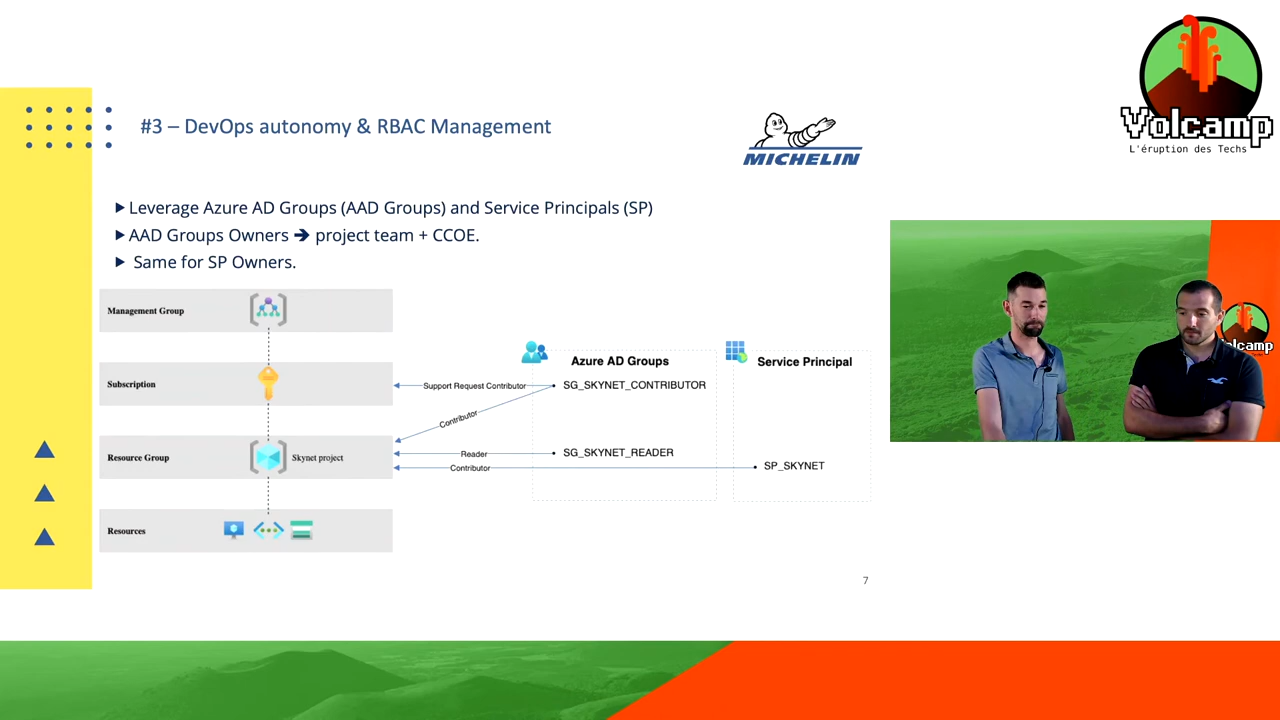 #3 – DevOps autonomy & RBAC Management
MICHELIN
Volcamp
L'éruption des Techs
Leverage Azure AD Groups (AAD Groups) and Service Principals (SP)
AAD Groups Owners ➔ project team + CCOE.
Same for SP Owners.
Management Group
Subscription
Resource Group
Skynet project
Resources
Azure AD Groups
Service Principal
Support Request Contributor
SG_SKYNET_CONTRIBUTOR
Contributor
Reader
SG_SKYNET_READER
Contributor
SP_SKYNET
7
Volcamp